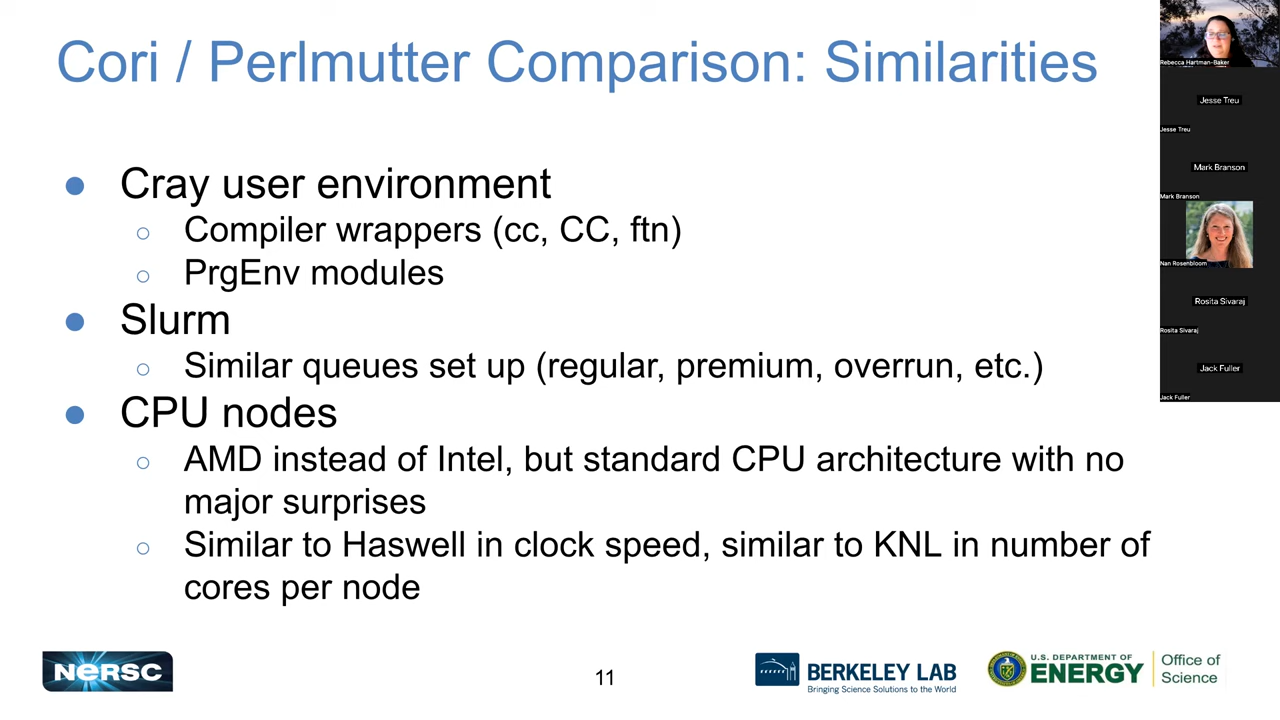 Cori / Perlmutter Comparison: Similarities
● Cray user environment
○ Compiler wrappers (cc, CC, ftn)
○ PrgEnv modules
● Slurm
○ Similar queues set up (regular, premium, overrun, etc.)
● CPU nodes
○ AMD instead of Intel, but standard CPU architecture with no
major surprises
○ Similar to Haswell in clock speed, similar to KNL in number of
cores per node
NERSC
11
BERKELEY LAB
Bringing Science Solutions to the World
U.S. DEPARTMENT OF
ENERGY
Office of
Science
Rebecca Hartman-Baker
Jesse Treu
Jesse Treu
Mark Branson
Mark Branson
Nan Rosenbloom
Rosita Sivaraj
Rosita Sivaraj
Jack Fuller
Jack Fuller